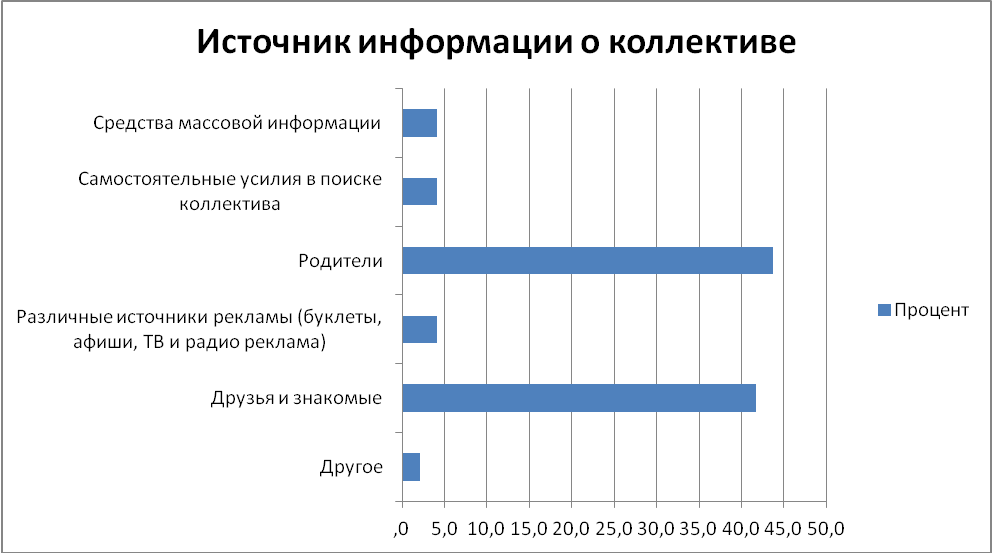 Источник информации о коллективе
Средства массовой информации
Самостоятельные усилия в поиске
коллектива
Родители
Различные источники рекламы (буклеты,
афиши, ТВ и радио реклама)
Друзья и знакомые
Другое
Процент
,0 5,0 10,0 15,0 20,0 25,0 30,0 35,0 40,0 45,0 50,0